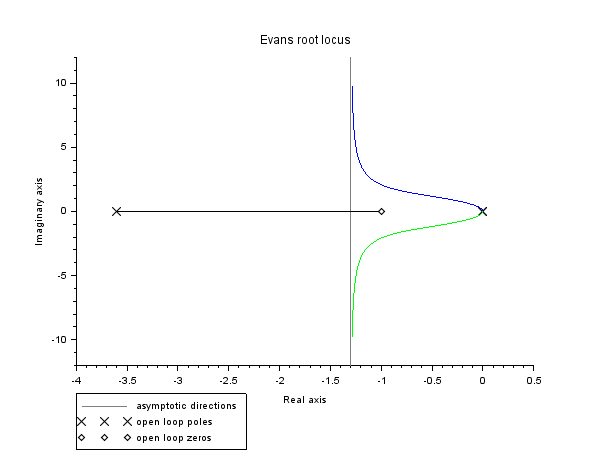 Evans root locus
10
5
0
-5
-10
Imaginary axis
-4 -3.5 -3 -2.5 -2 -1.5 -1 -0.5 0 0.5
Real axis
asymptotic directions
open loop poles
open loop zeros